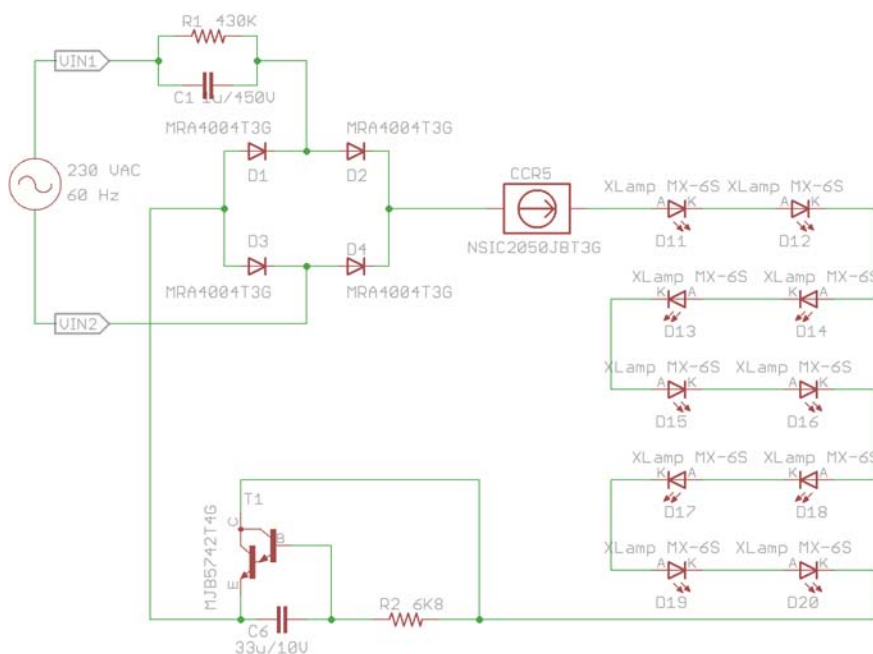 R1 430K
VIN1
C1 1u/450V
MRA4004T3G
MRA4004T3G
230 VAC
60 Hz
D1
D2
CCR5
XLamp MX-6S
XLamp MX-6S
A K
A K
D3
D4
NSIC2050JBT3G
D11
D12
MRA4004T3G
MRA4004T3G
XLamp MX-6S
XLamp MX-6S
K A
K A
VIN2
D13
D14
XLamp MX-6S
XLamp MX-6S
A K
A K
D15
D16
XLamp MX-6S
XLamp MX-6S
K A
K A
T1
C
B
E
MJB5742T4G
D17
D18
XLamp MX-6S
XLamp MX-6S
A K
A K
R2 6K8
D19
D20
C6
33u/10V